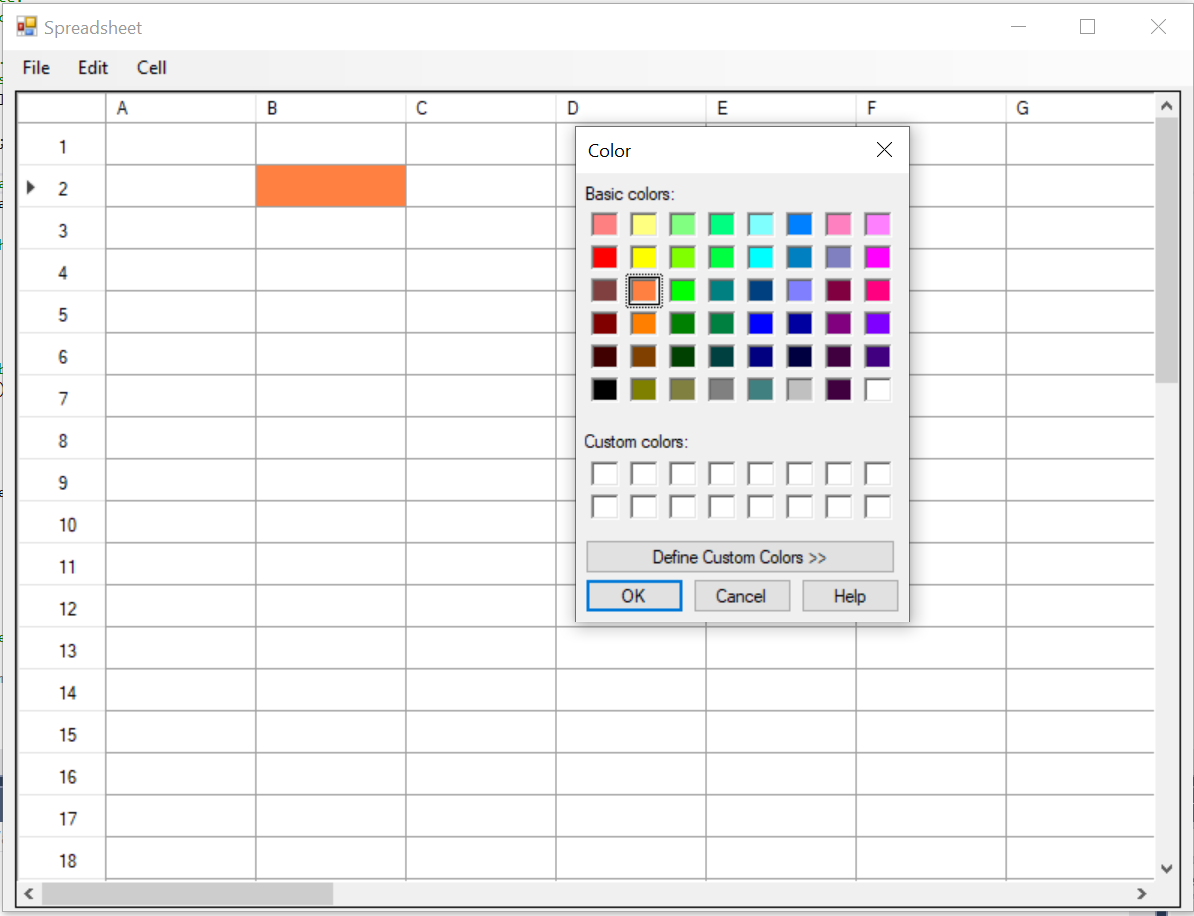 Spreadsheet
File Edit Cell
A B C D E F G
1
2
3
4
5
6
7
8
9
10
11
12
13
14
15
16
17
18
Color
Basic colors:
Custom colors:
Define Custom Colors >>
OK Cancel Help